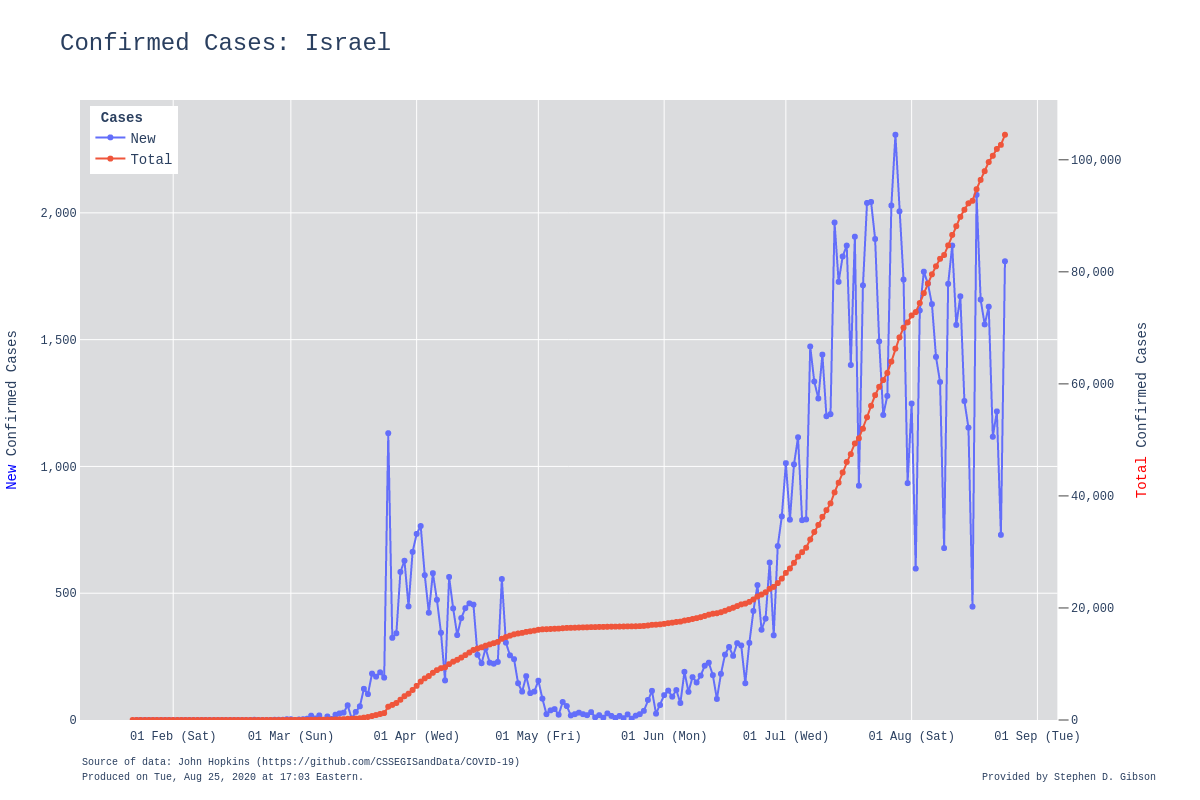 Confirmed Cases: Israel
Cases
New
Total
2,000
1,500
1,000
500
0
100,000
80,000
60,000
40,000
20,000
0
New Confirmed Cases
Total Confirmed Cases
01 Feb (Sat) 01 Mar (Sun) 01 Apr (Wed) 01 May (Fri) 01 Jun (Mon) 01 Jul (Wed) 01 Aug (Sat) 01 Sep (Tue)
Source of data: John Hopkins (https://github.com/CSSEGISandData/COVID-19)
Produced on Tue, Aug 25, 2020 at 17:03 Eastern.
Provided by Stephen D. Gibson